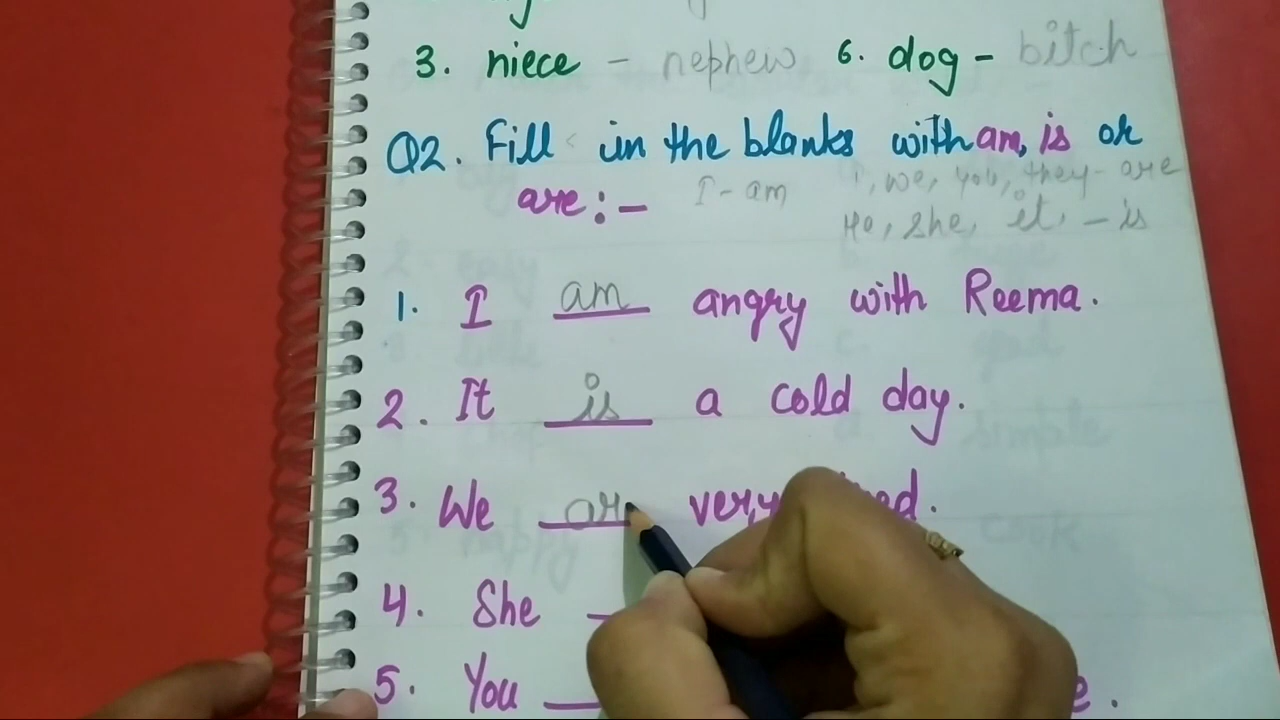 3. niece - nephew 6. dog - bitch
Q2. Fill in the blanks with am, is or
are:- I - am I, we, you, they - are
He, she, it. - is
1. I am angry with Reema.
2. It is a cold day.
3. We ar very
4. She
5. You